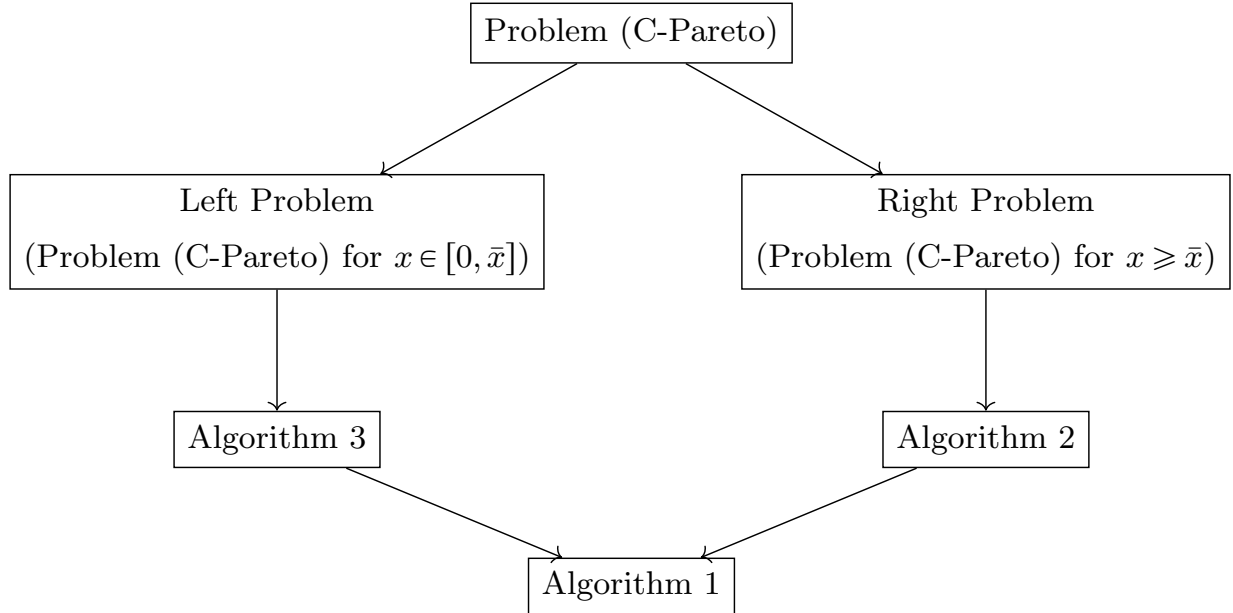 Problem (C-Pareto)
Left Problem
(Problem (C-Pareto) for x ∈ [0, x̄])
Right Problem
(Problem (C-Pareto) for x ⩾ x̄)
Algorithm 3
Algorithm 2
Algorithm 1